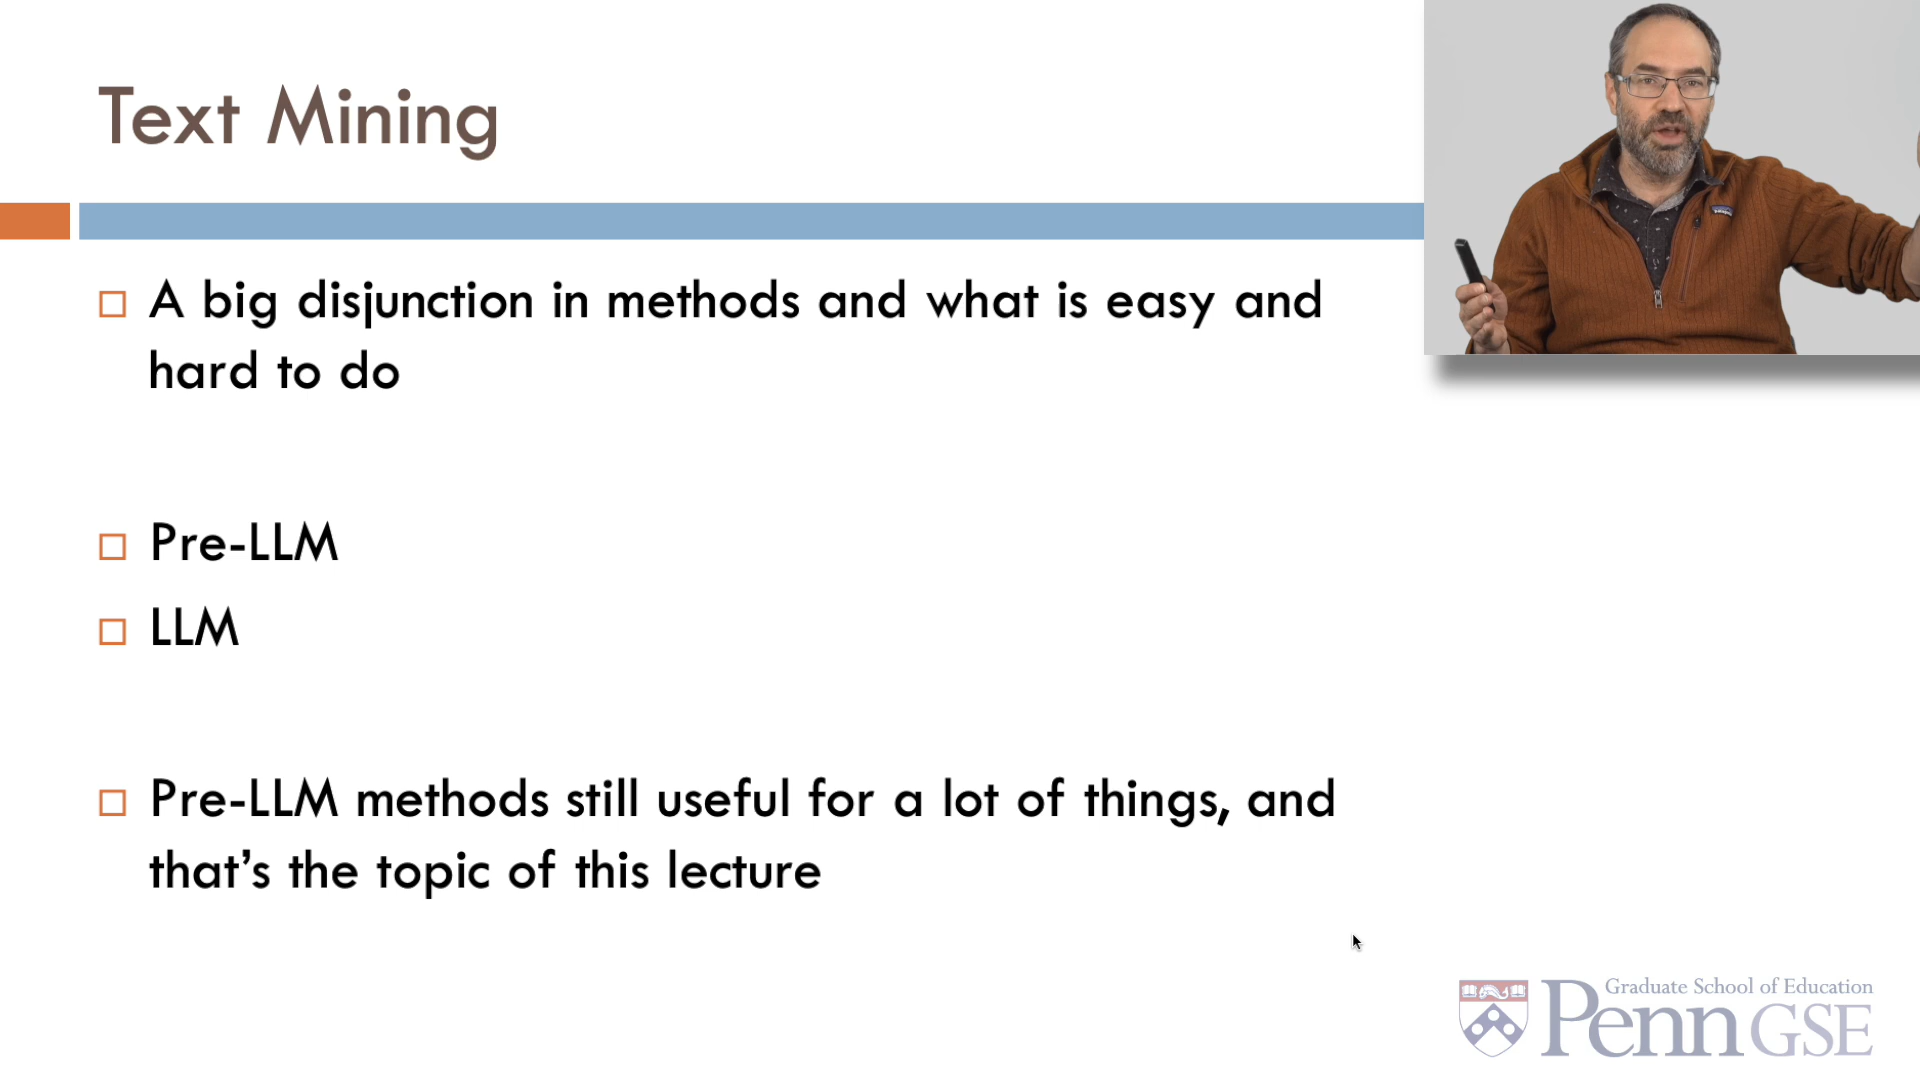 Text Mining
A big disjunction in methods and what is easy and
hard to do
Pre-LLM
LLM
Pre-LLM methods still useful for a lot of things, and
that's the topic of this lecture
Graduate School of Education
Penn GSE